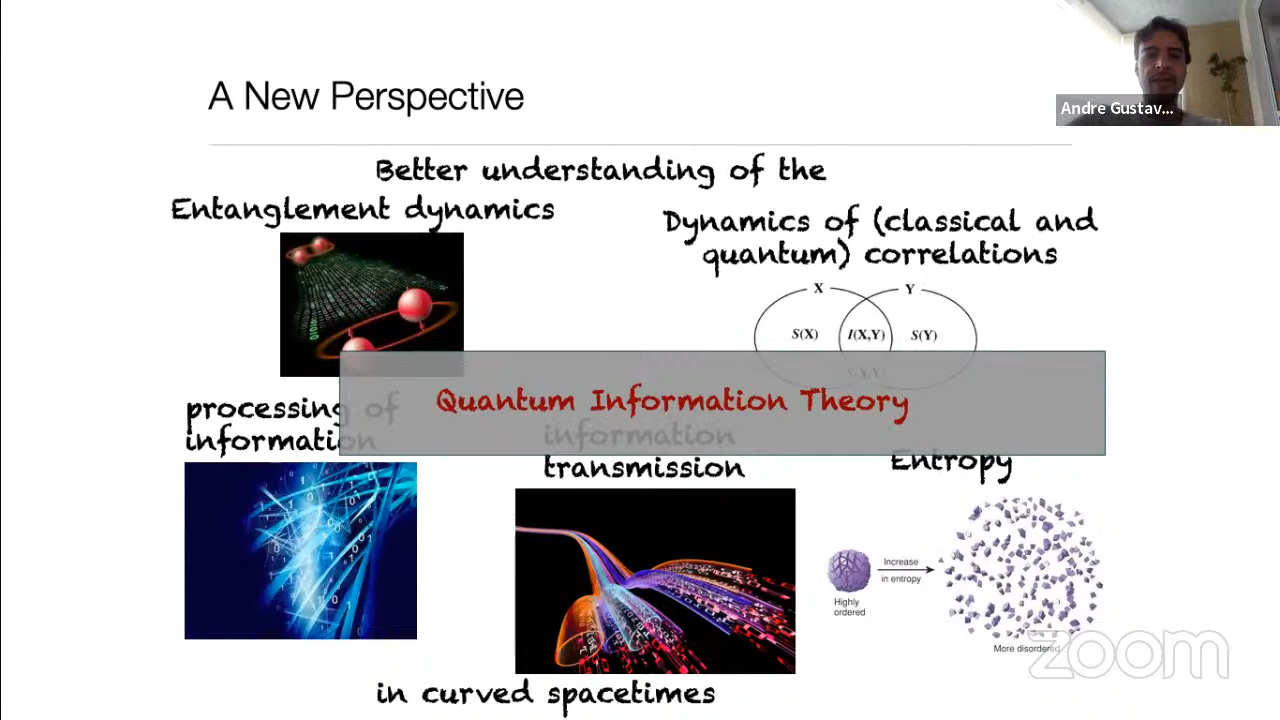 A New Perspective
Andre Gustav...
Better understanding of the
Entanglement dynamics
Dynamics of (classical and
quantum) correlations
X
Y
S(X)
I(X,Y)
S(Y)
Quantum Information Theory
processing of
information
information
transmission
Entropy
Increase
in entropy
Highly
ordered
More disordered
zoom
in curved spacetimes